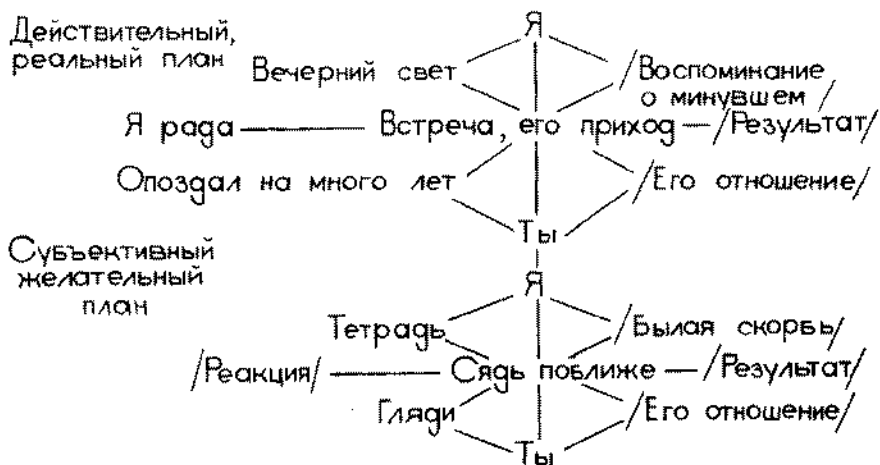 Действительный,
реальный план
Я
Вечерний свет /Воспоминание
о минувшем/
Я рада Встреча, его приход /Результат/
Опоздал на много лет /Его отношение/
Ты
Субъективный
желательный
план
Я
Тетрадь /Былая скорбь/
/Реакция/ Сядь поближе /Результат/
Гляди /Его отношение/
Ты